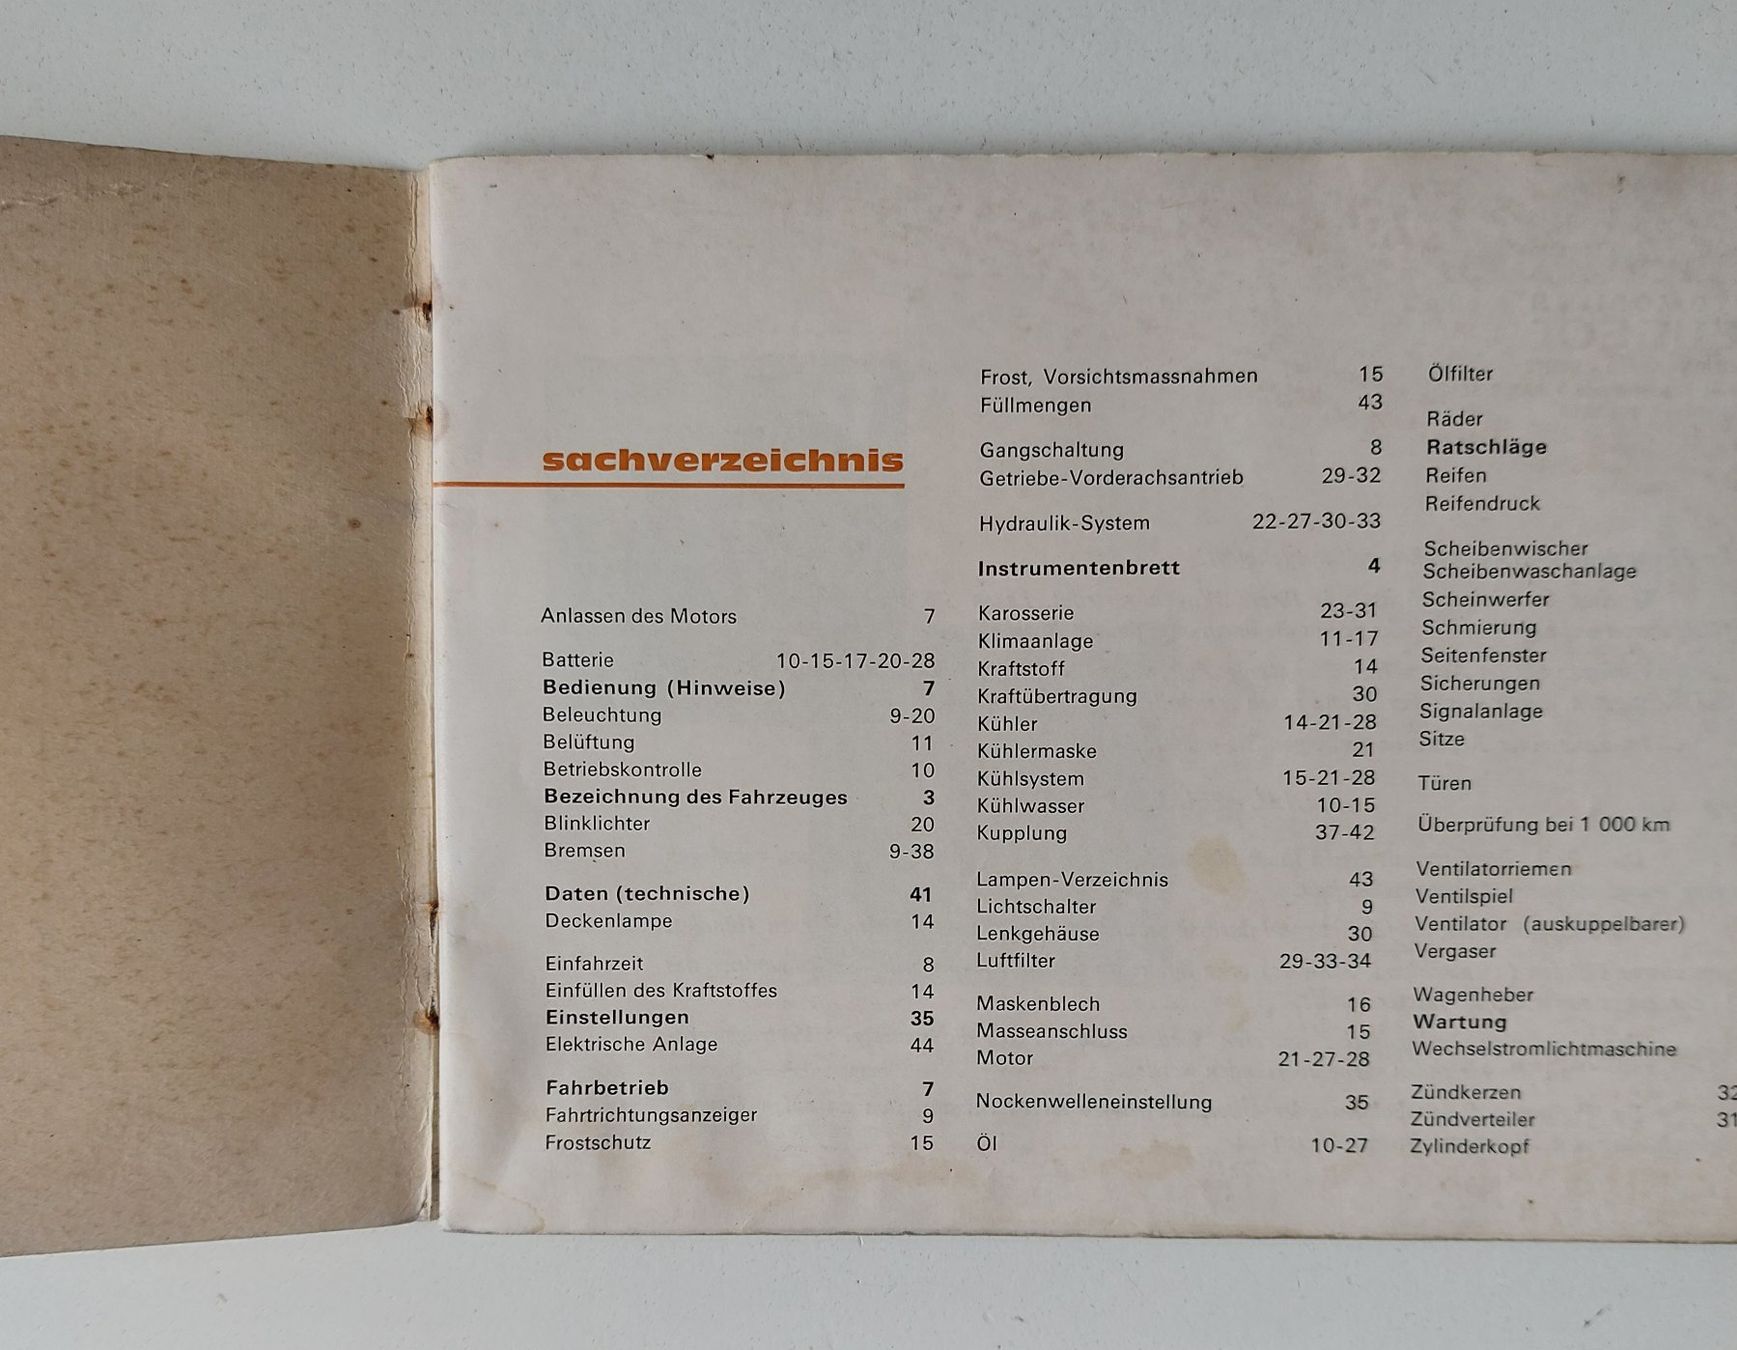 sachverzeichnis
Anlassen des Motors 7
Batterie 10-15-17-20-28
Bedienung (Hinweise) 7
Beleuchtung 9-20
Belüftung 11
Betriebskontrolle 10
Bezeichnung des Fahrzeuges 3
Blinklichter 20
Bremsen 9-38
Daten (technische) 41
Deckenlampe 14
Einfahrzeit 8
Einfüllen des Kraftstoffes 14
Einstellungen 35
Elektrische Anlage 44
Fahrbetrieb 7
Fahrtrichtungsanzeiger 9
Frostschutz 15
Frost, Vorsichtsmassnahmen 15
Füllmengen 43
Gangschaltung 8
Getriebe-Vorderachsantrieb 29-32
Hydraulik-System 22-27-30-33
Instrumentenbrett 4
Karosserie 23-31
Klimaanlage 11-17
Kraftstoff 14
Kraftübertragung 30
Kühler 14-21-28
Kühlermaske 21
Kühlsystem 15-21-28
Kühlwasser 10-15
Kupplung 37-42
Lampen-Verzeichnis 43
Lichtschalter 9
Lenkgehäuse 30
Luftfilter 29-33-34
Maskenblech 16
Masseanschluss 15
Motor 21-27-28
Nockenwelleneinstellung 35
Öl 10-27
Ölfilter
Räder
Ratschläge
Reifen
Reifendruck
Scheibenwischer
Scheibenwaschanlage
Scheinwerfer
Schmierung
Seitenfenster
Sicherungen
Signalanlage
Sitze
Türen
Überprüfung bei 1 000 km
Ventilatorriemen
Ventilspiel
Ventilator (auskuppelbarer)
Vergaser
Wagenheber
Wartung
Wechselstromlichtmaschine
Zündkerzen 32
Zündverteiler 31
Zylinderkopf